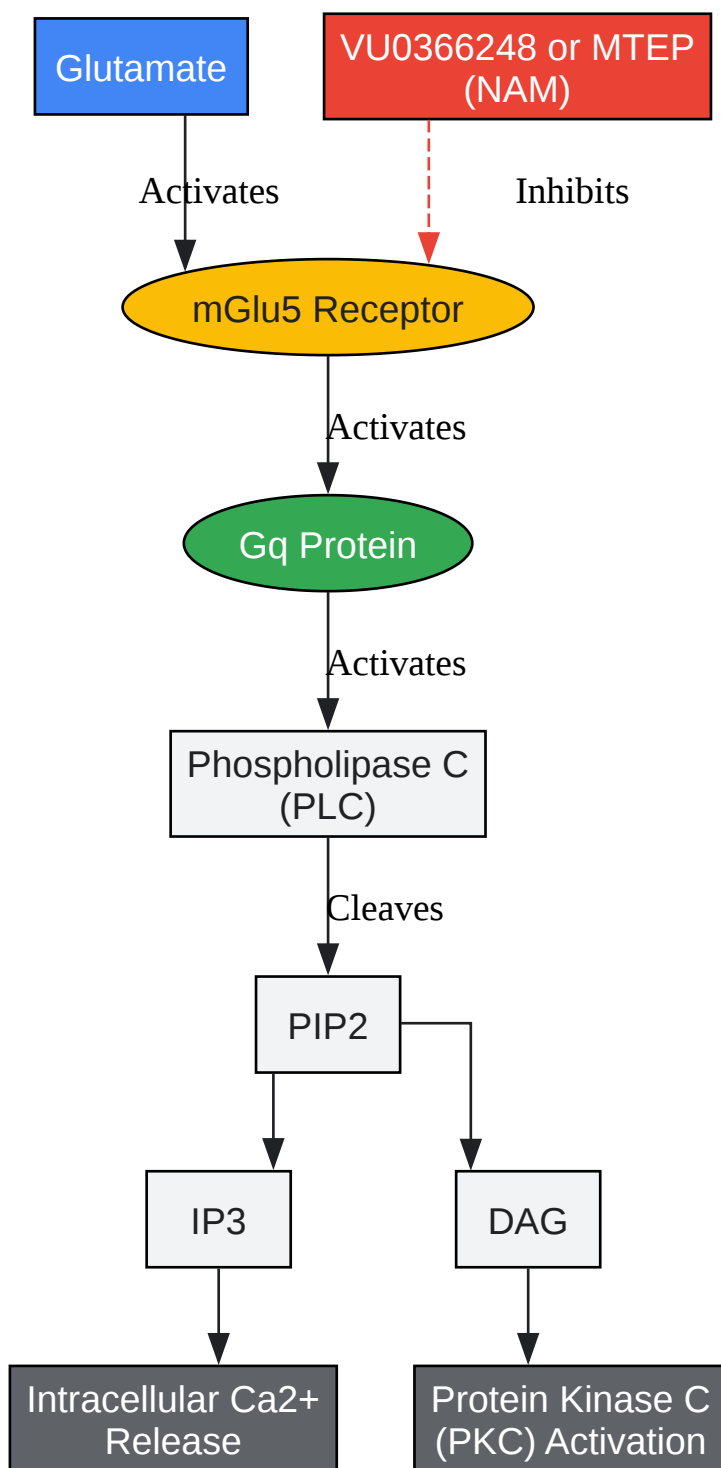 Glutamate
VU0366248 or MTEP
(NAM)
Activates
Inhibits
mGlu5 Receptor
Activates
Gq Protein
Activates
Phospholipase C
(PLC)
Cleaves
PIP2
IP3
DAG
Intracellular Ca2+
Release
Protein Kinase C
(PKC) Activation